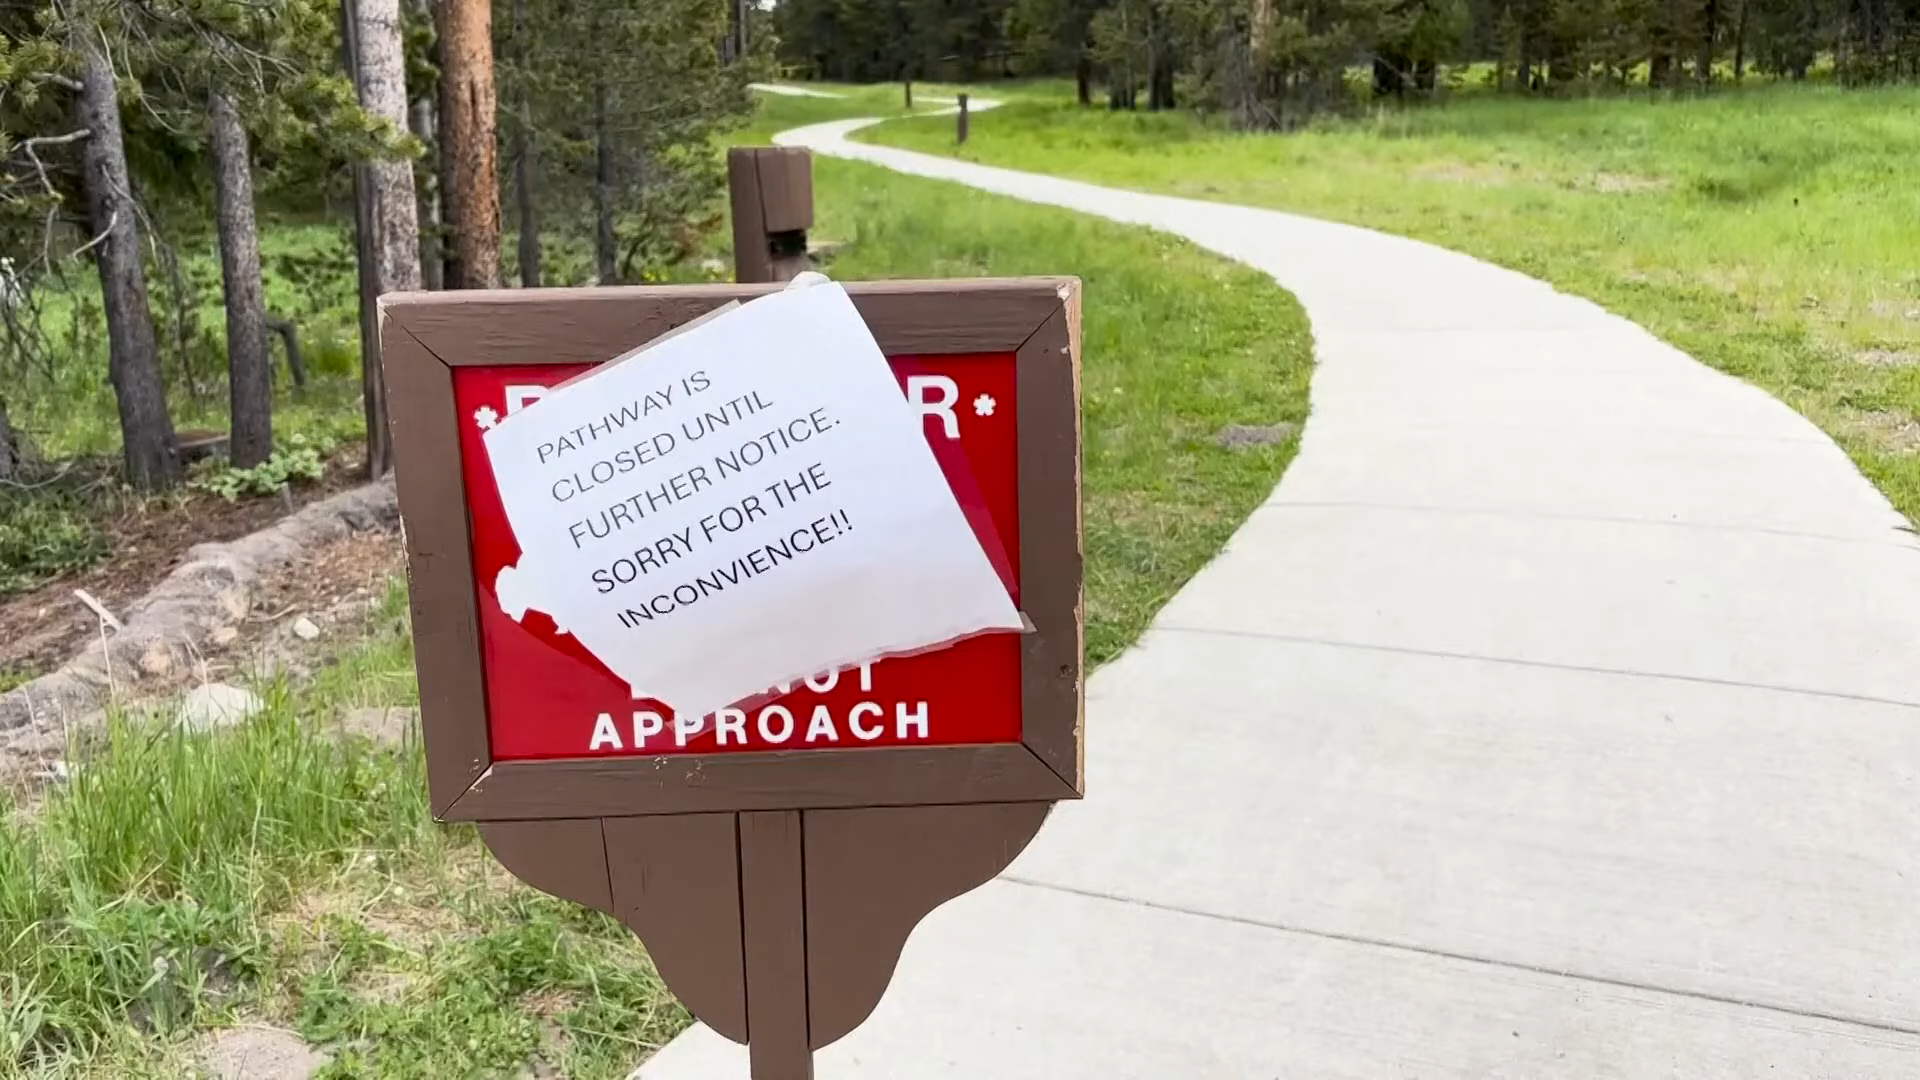 PATHWAY IS
CLOSED UNTIL
FURTHER NOTICE.
SORRY FOR THE
INCONVIENCE!!
APPROACH